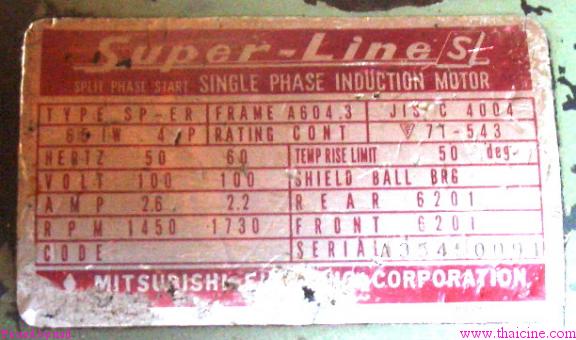 Super-Line SL
SPLIT PHASE START SINGLE PHASE INDUCTION MOTOR
TYPE SP-ER FRAME A604.3 JIS C 4004
4 P RATING CONT ▽ 71-543
HERTZ 50 60 TEMP RISE LIMIT 50 deg.
VOLT 100 100 SHIELD BALL BRG
AMP 2.6 2.2 REAR 6201
RPM 1450 1730 FRONT 6201
CODE SERIAL
MITSUBISHI ELECTRIC CORPORATION
www.thaicine.com